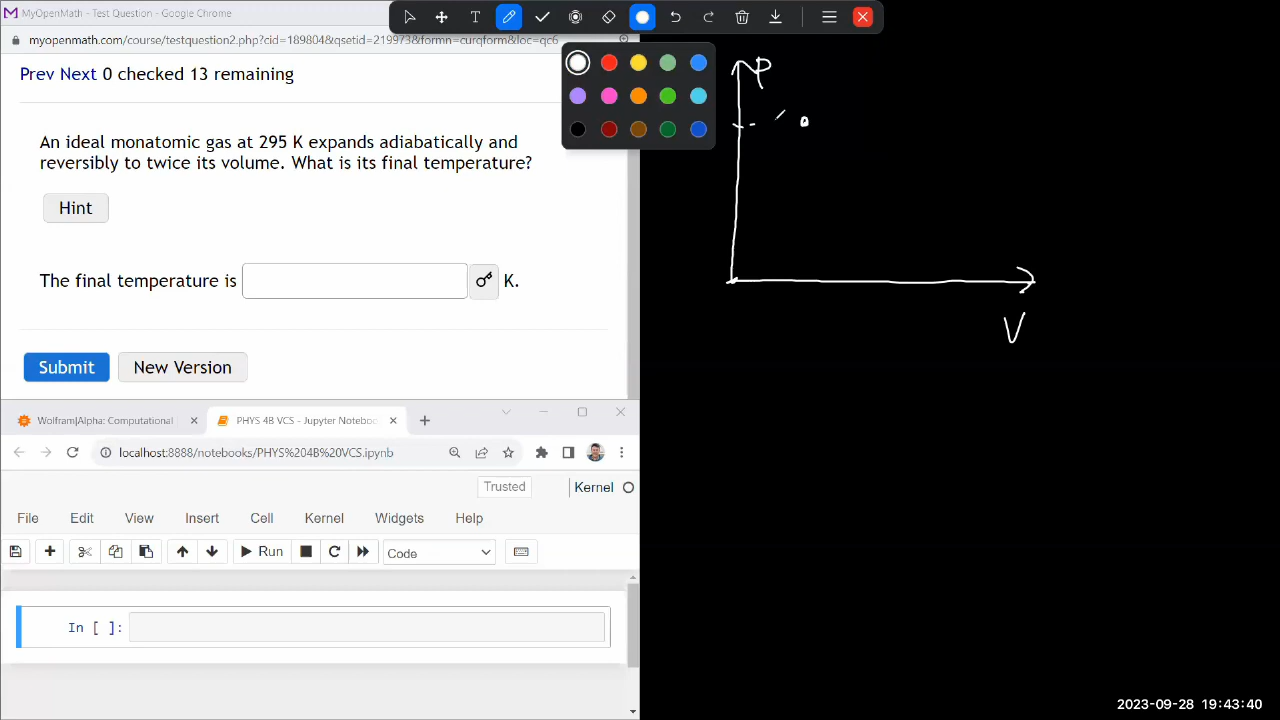 MyOpenMath - Test Question - Google Chrome
myopenmath.com/course/testquestion2.php?cid=189804&qsetid=219973&formn=curqform&loc=qc6
Prev Next 0 checked 13 remaining
An ideal monatomic gas at 295 K expands adiabatically and
reversibly to twice its volume. What is its final temperature?
Hint
The final temperature is
K.
Submit
New Version
Wolfram|Alpha: Computational
PHYS 4B VCS - Jupyter Noteboo
localhost:8888/notebooks/PHYS%204B%20VCS.ipynb
Trusted
Kernel
File Edit View Insert Cell Kernel Widgets Help
Run
Code
In [ ]:
T
P
V
2023-09-28 19:43:40